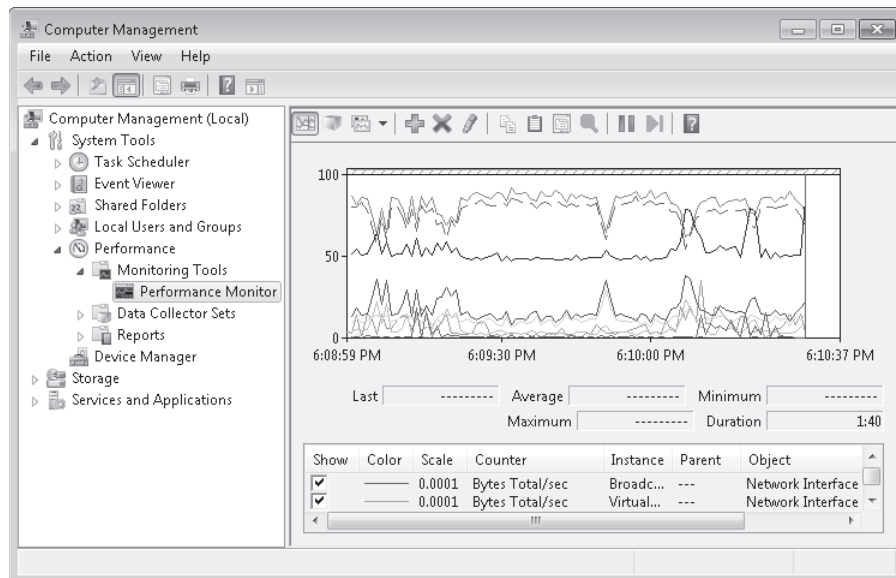 Computer Management
File Action View Help
Computer Management (Local)
System Tools
Task Scheduler
Event Viewer
Shared Folders
Local Users and Groups
Performance
Monitoring Tools
Performance Monitor
Data Collector Sets
Reports
Device Manager
Storage
Services and Applications
100
50
0
6:08:59 PM 6:09:30 PM 6:10:00 PM 6:10:37 PM
Last --------- Average --------- Minimum ---------
Maximum --------- Duration 1:40
Show Color Scale Counter Instance Parent Object
0.0001 Bytes Total/sec Broadc... --- Network Interface
0.0001 Bytes Total/sec Virtual... --- Network Interface